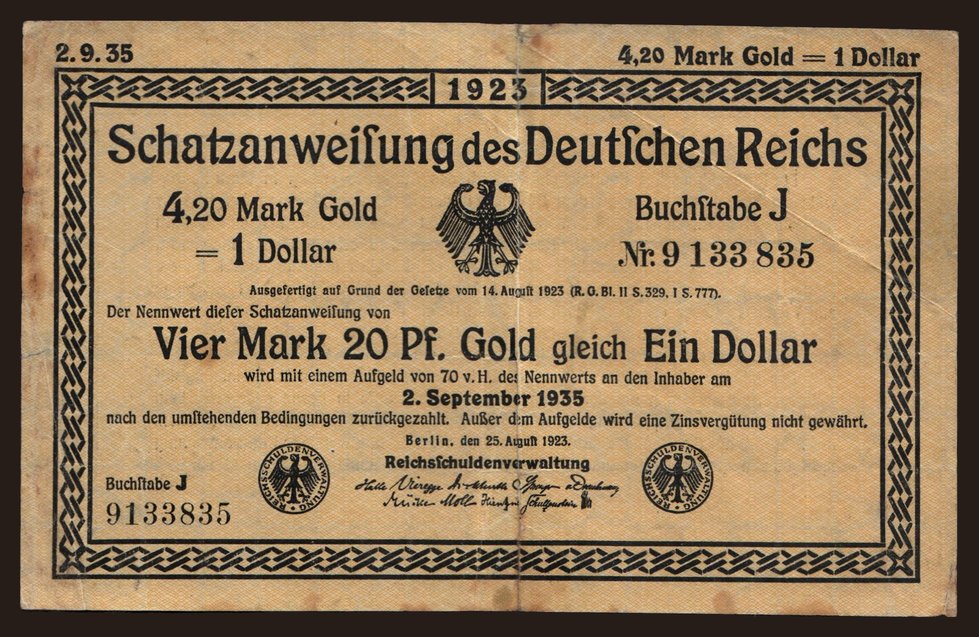 2.9.35
4,20 Mark Gold = 1 Dollar
1923
Schatzanweiſung des Deutſchen Reichs
4,20 Mark Gold
= 1 Dollar
Buchſtabe J
Nr. 9 133 835
Ausgefertigt auf Grund der Geſetze vom 14. Auguſt 1923 (R. G. Bl. II S. 329, I S. 777).
Der Nennwert dieſer Schatzanweiſung von
Vier Mark 20 Pf. Gold gleich Ein Dollar
wird mit einem Aufgeld von 70 v. H. des Nennwerts an den Inhaber am
2. September 1935
nach den umſtehenden Bedingungen zurückgezahlt. Außer dem Aufgelde wird eine Zinsvergütung nicht gewährt.
Berlin, den 25. Auguſt 1923.
Reichsſchuldenverwaltung
Buchſtabe J
9133835
REICHSSCHULDENVERWALTUNG
Halle Vieregge
Müller Moll
REICHSSCHULDENVERWALTUNG